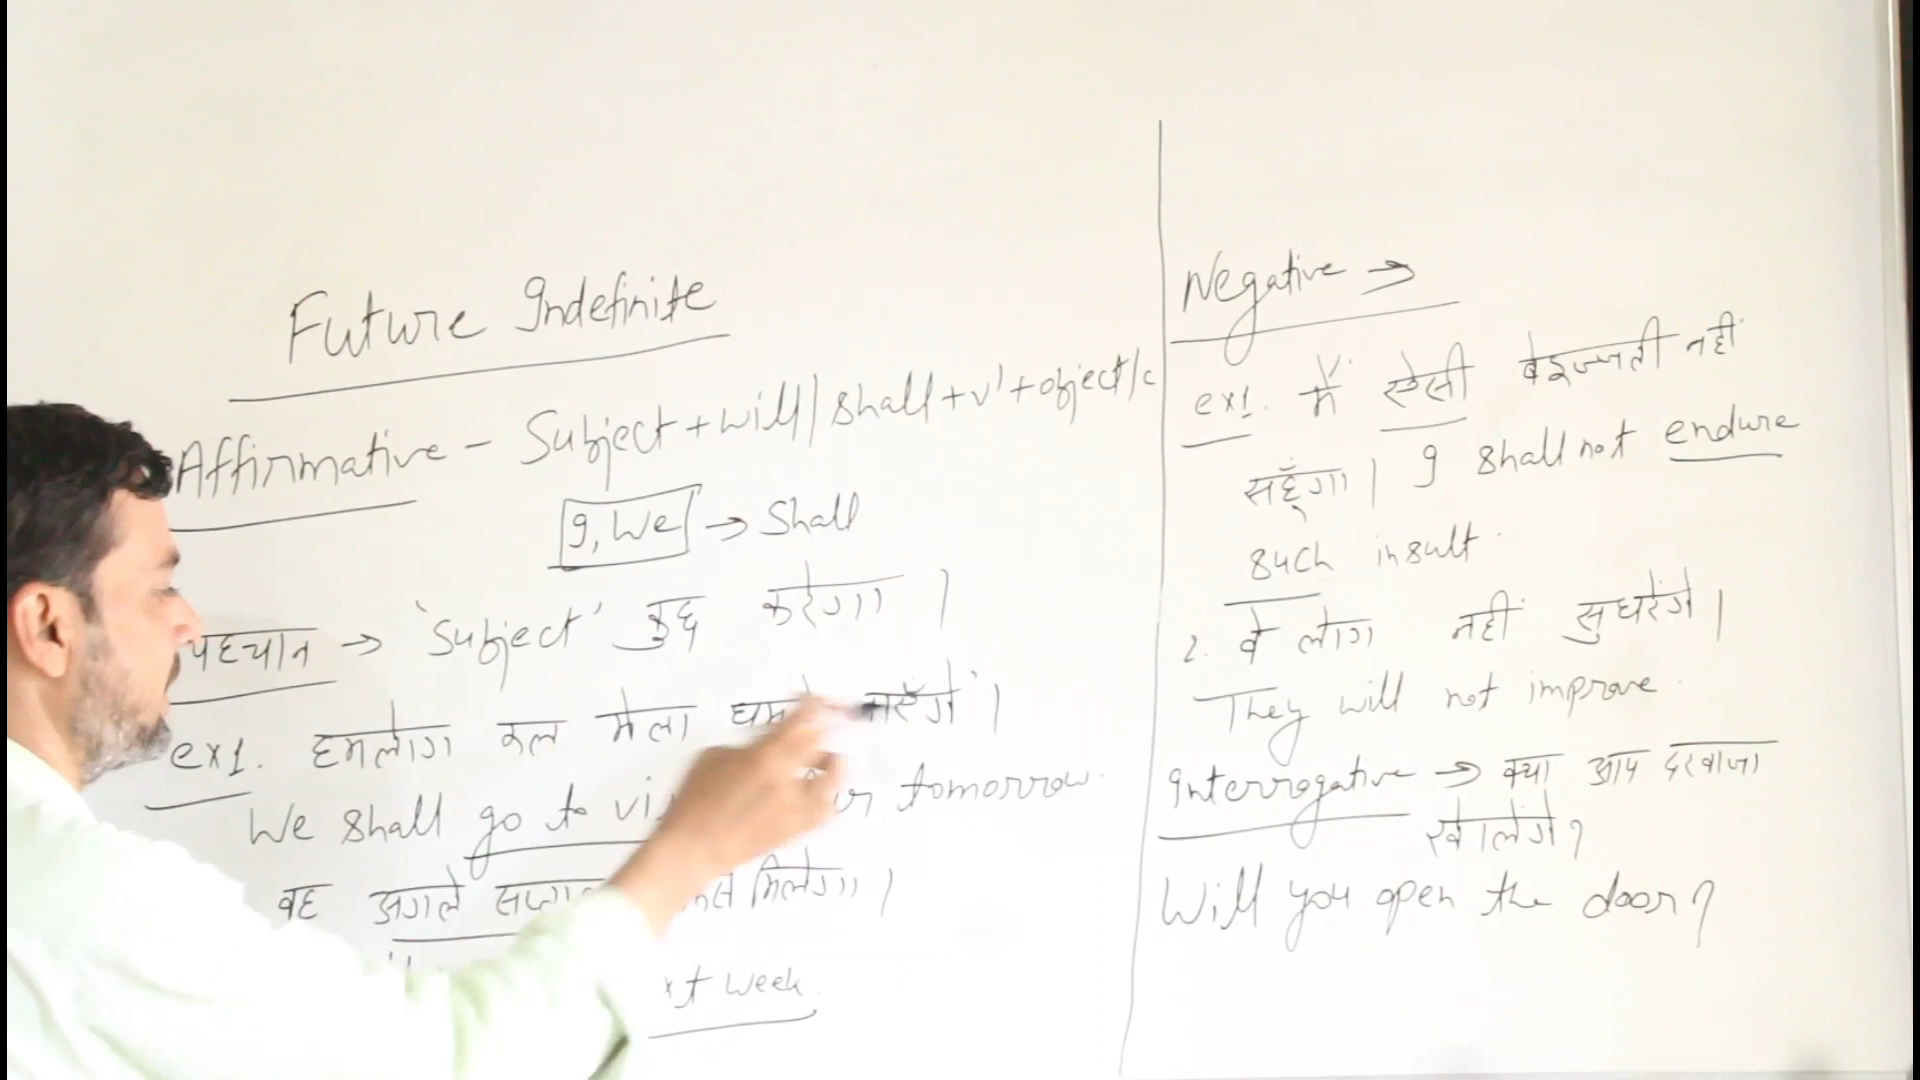 Future Indefinite
Affirmative - Subject + will/shall + v¹ + object/c
I, We → Shall
पहचान → 'Subject' कुछ करेगा ।
ex1. हमलोग कल मेला घूमने जाएँगे ।
We shall go to tomorrow.
वह अगले मिलेगा ।
week.
Negative →
ex1. मैं ऐसी बेइज्जती नहीं
सहूँगा । I shall not endure
such insult.
2. वे लोग नहीं सुधरेंगे ।
They will not improve.
Interrogative → क्या आप दरवाजा
खोलेंगे ?
Will you open the door ?